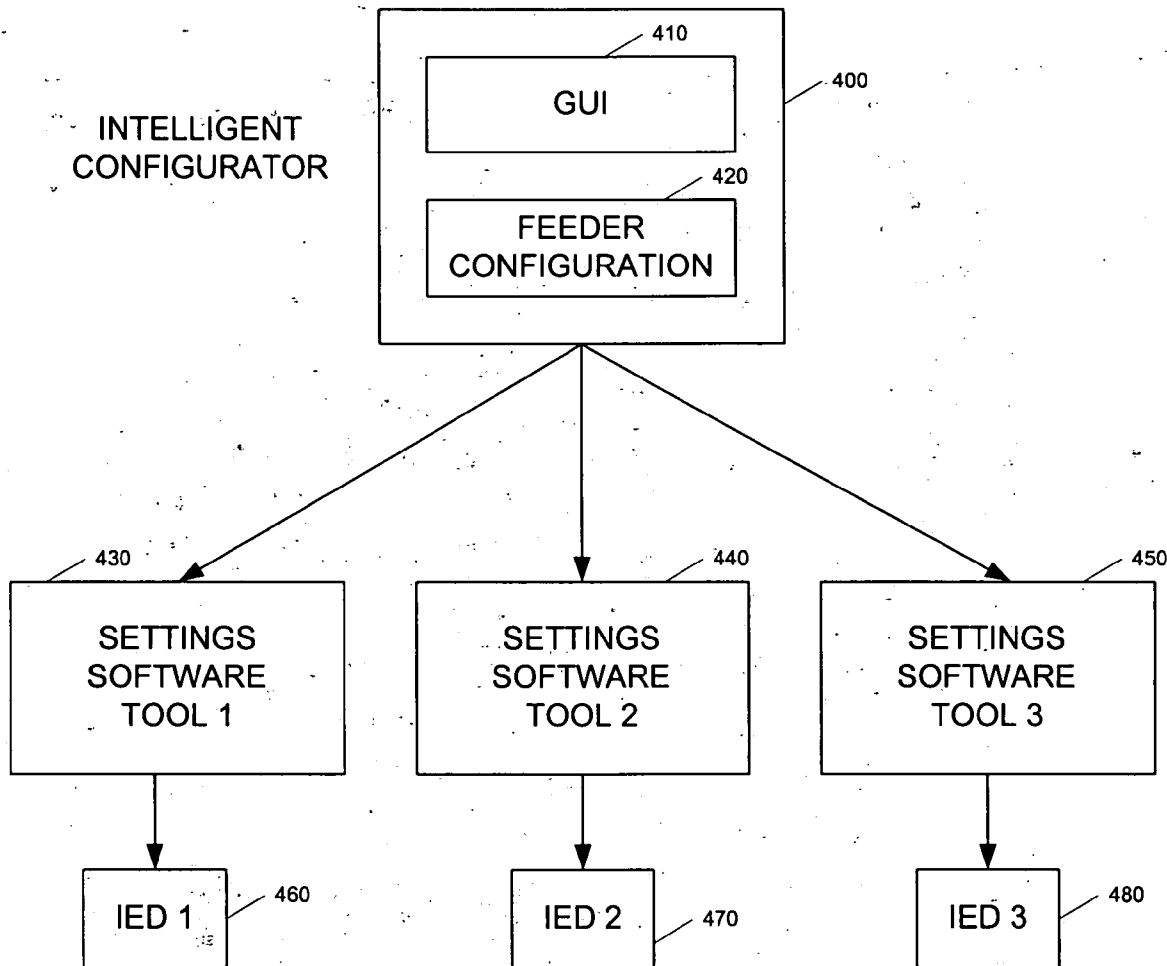 410
GUI
400
INTELLIGENT
CONFIGURATOR
420
FEEDER
CONFIGURATION
430
SETTINGS
SOFTWARE
TOOL 1
440
SETTINGS
SOFTWARE
TOOL 2
450
SETTINGS
SOFTWARE
TOOL 3
IED 1
460
IED 2
470
IED 3
480